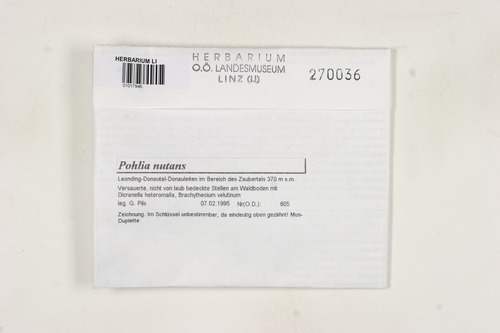 HERBARIUM LI
01017946
HERBARIUM
O.Ö. LANDESMUSEUM
LINZ (LI)
270036
Pohlia nutans
Leonding-Donautal-Donauleiten im Bereich des Zaubertals 370 m s.m.
Versauerte, nicht von laub bedeckte Stellen am Waldboden mit
Dicranella heteromalla, Brachythecium velutinum
leg. G. Pils 07.02.1995 Nr(O.D.): 605
Zeichnung. Im Schlüssel unbestimmbar, da eindeutig oben gezähnt! Mus-
Duplette